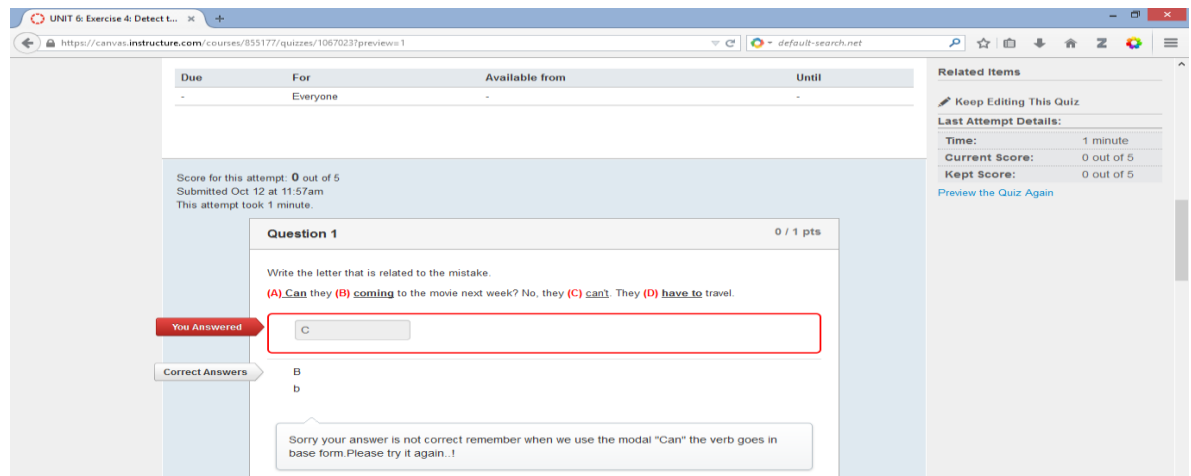 UNIT 6: Exercise 4: Detect t...
https://canvas.instructure.com/courses/855177/quizzes/1067023?preview=1
default-search.net
Due For Available from Until
- Everyone - -
Related Items
Keep Editing This Quiz
Last Attempt Details:
Time: 1 minute
Current Score: 0 out of 5
Kept Score: 0 out of 5
Preview the Quiz Again
Score for this attempt: 0 out of 5
Submitted Oct 12 at 11:57am
This attempt took 1 minute.
Question 1 0 / 1 pts
Write the letter that is related to the mistake.
(A) Can they (B) coming to the movie next week? No, they (C) can't. They (D) have to travel.
You Answered C
Correct Answers B
b
Sorry your answer is not correct remember when we use the modal "Can" the verb goes in
base form.Please try it again..!